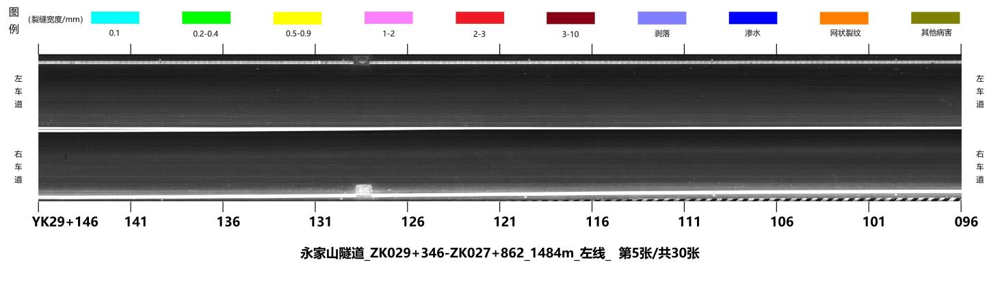 图例
(裂缝宽度/mm)
0.1 0.2-0.4 0.5-0.9 1-2 2-3 3-10 剥落 渗水 网状裂纹 其他病害
左车道 左车道
右车道 右车道
YK29+146 141 136 131 126 121 116 111 106 101 096
永家山隧道_ZK029+346-ZK027+862_1484m_左线_ 第5张/共30张